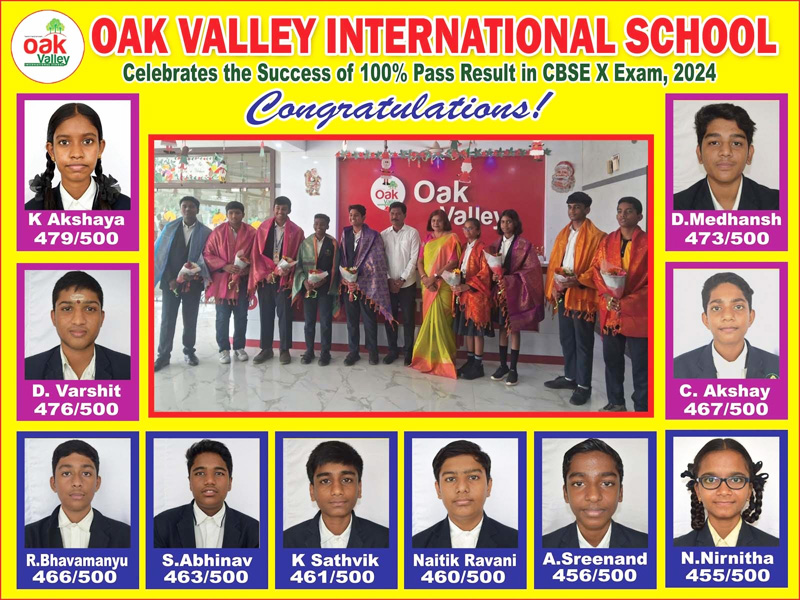 oak
Valley
OAK VALLEY INTERNATIONAL SCHOOL
Celebrates the Success of 100% Pass Result in CBSE X Exam, 2024
Congratulations!
K Akshaya
479/500
D.Medhansh
473/500
Oak
Oak
Valley
D. Varshit
476/500
C. Akshay
467/500
R.Bhavamanyu
466/500
S.Abhinav
463/500
K Sathvik
461/500
Naitik Ravani
460/500
A.Sreenand
456/500
N.Nirnitha
455/500